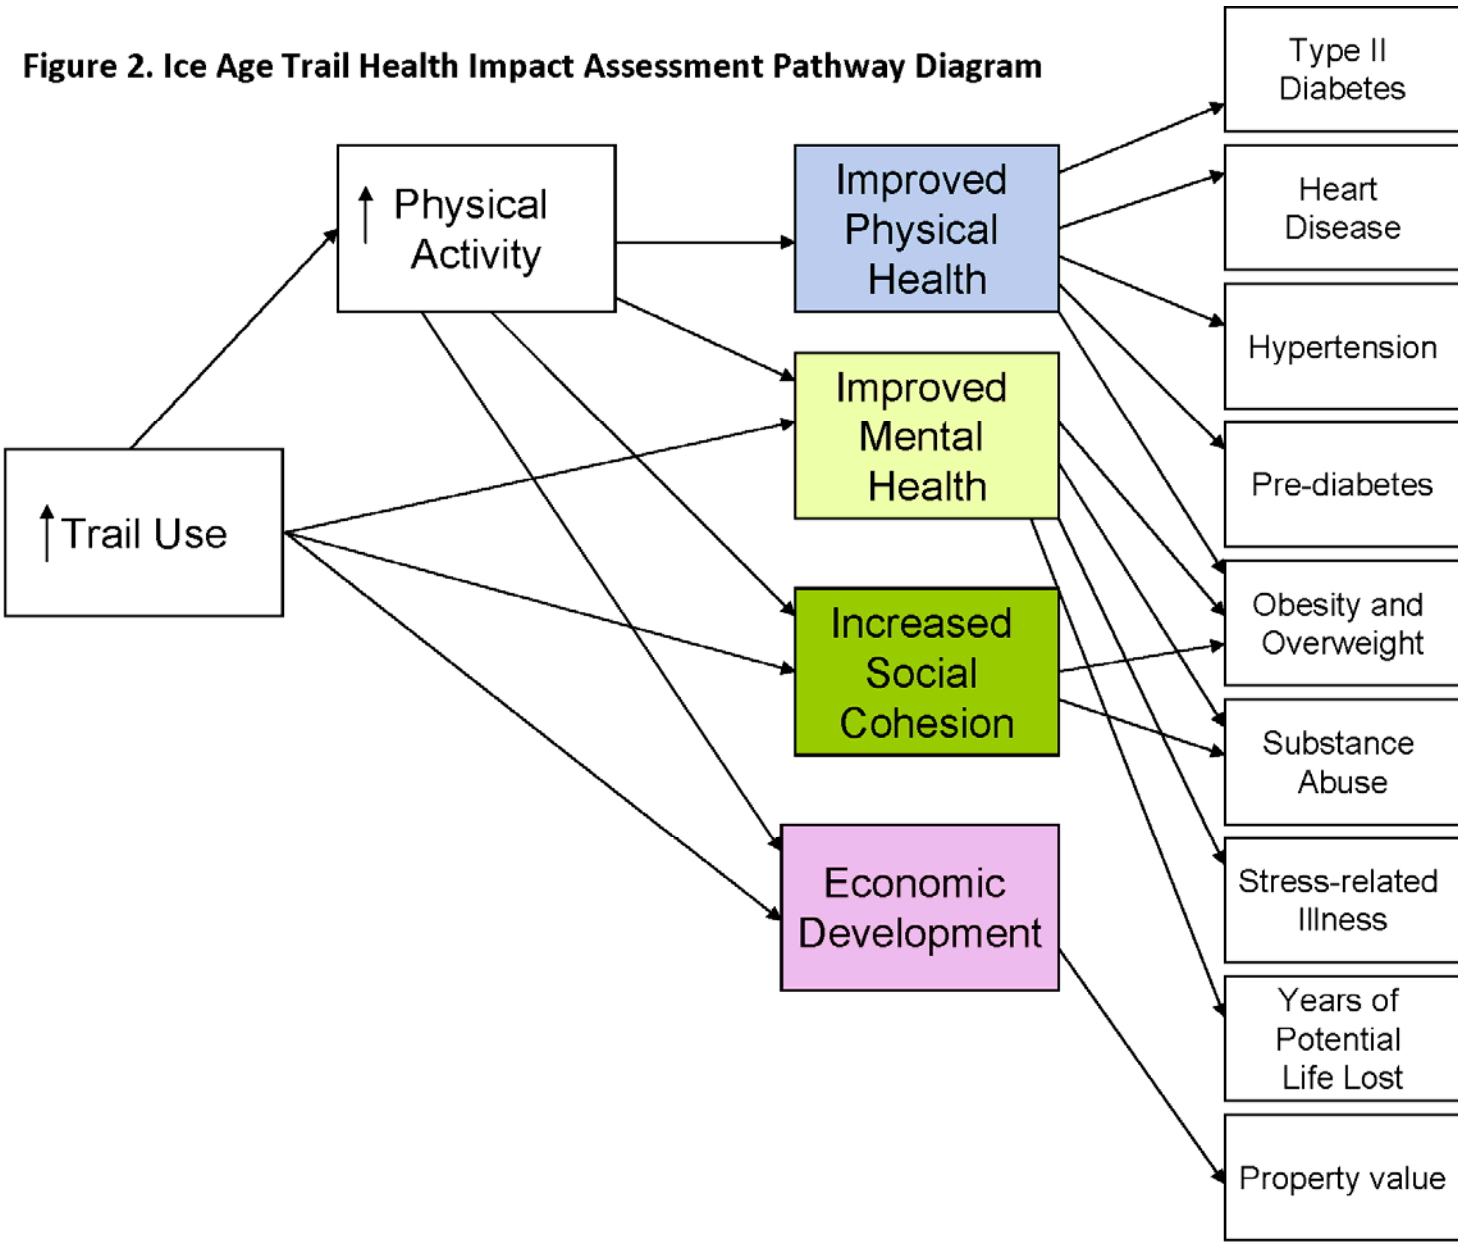 Figure 2. Ice Age Trail Health Impact Assessment Pathway Diagram
Trail Use
Physical
Activity
Improved
Physical
Health
Improved
Mental
Health
Increased
Social
Cohesion
Economic
Development
Type II
Diabetes
Heart
Disease
Hypertension
Pre-diabetes
Obesity and
Overweight
Substance
Abuse
Stress-related
Illness
Years of
Potential
Life Lost
Property value